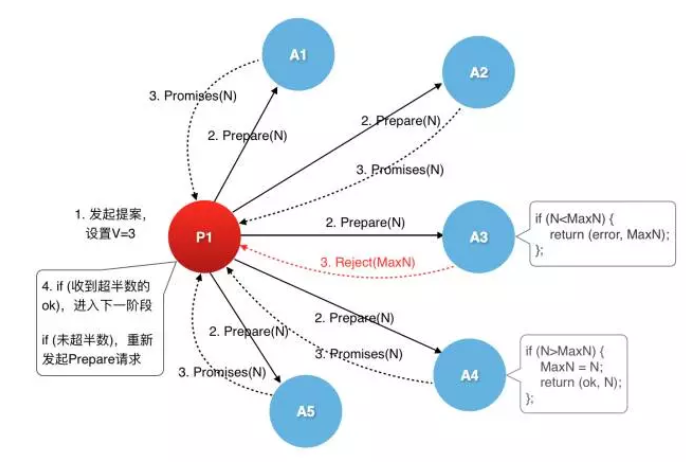 A1
A2
3. Promises(N)
2. Prepare(N)
2. Prepare(N)
3. Promises(N)
1. 发起提案,
设置V=3
P1
2. Prepare(N)
A3
if (N<MaxN) {
return (error, MaxN);
};
3. Reject(MaxN)
4. if (收到超半数的
ok)，进入下一阶段
if (未超半数)，重新
发起Prepare请求
2. Prepare(N)
2. Prepare(N)
3. Promises(N)
3. Promises(N)
A4
if (N>MaxN) {
MaxN = N;
return (ok, N);
};
A5